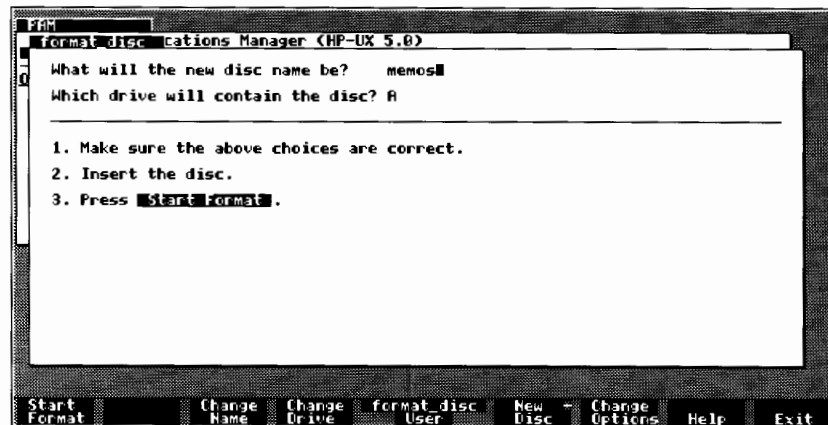 PAM
format_disc cations Manager (HP-UX 5.0)
What will the new disc name be? memos
Which drive will contain the disc? A
1. Make sure the above choices are correct.
2. Insert the disc.
3. Press Start Format.
Start Format Change Name Change Drive format_disc User New Disc Change Options Help Exit